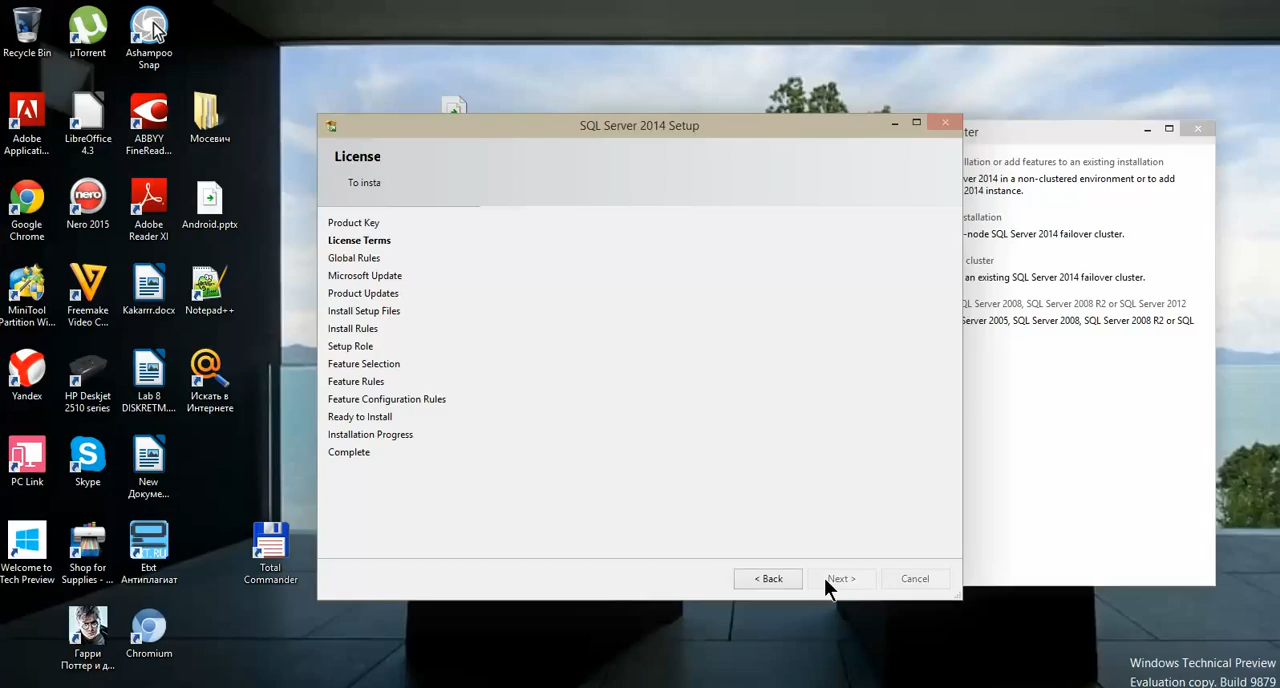 Recycle Bin
µTorrent
Ashampoo
Snap
Adobe
Applicati...
LibreOffice
4.3
ABBYY
FineRead...
Мосевич
Google
Chrome
nero
Nero 2015
Adobe
Reader XI
Android.pptx
MiniTool
Partition Wi...
Freemake
Video C...
Kakarrr.docx
Notepad++
Yandex
HP Deskjet
2510 series
Lab 8
DISKRETM....
Искать в
Интернете
PC Link
Skype
New
Докуме...
Welcome to
Tech Preview
Shop for
Supplies - ...
Etxt
Антиплагиат
Total
Commander
Гарри
Поттер и д...
Chromium
SQL Server 2014 Setup
License
To insta
Product Key
License Terms
Global Rules
Microsoft Update
Product Updates
Install Setup Files
Install Rules
Setup Role
Feature Selection
Feature Rules
Feature Configuration Rules
Ready to Install
Installation Progress
Complete
< Back
Next >
Cancel
ter
llation or add features to an existing installation
ver 2014 in a non-clustered environment or to add
2014 instance.
stallation
-node SQL Server 2014 failover cluster.
cluster
an existing SQL Server 2014 failover cluster.
QL Server 2008, SQL Server 2008 R2 or SQL Server 2012
Server 2005, SQL Server 2008, SQL Server 2008 R2 or SQL
Windows Technical Preview
Evaluation copy. Build 9879